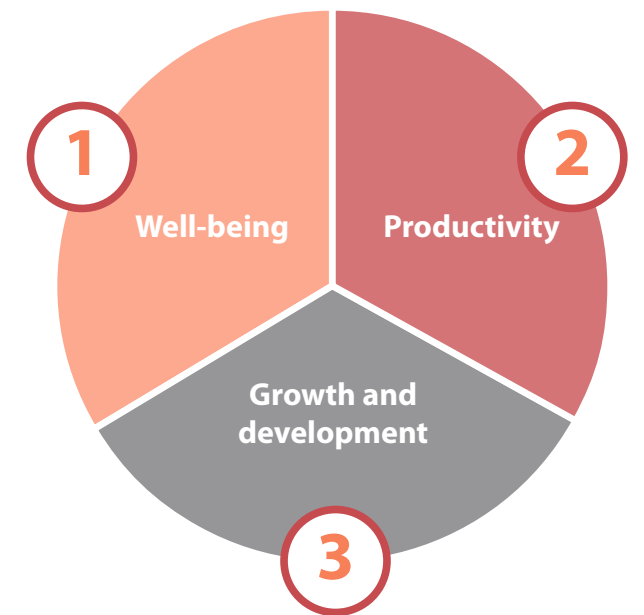 1
Well-being
2
Productivity
Growth and
development
3